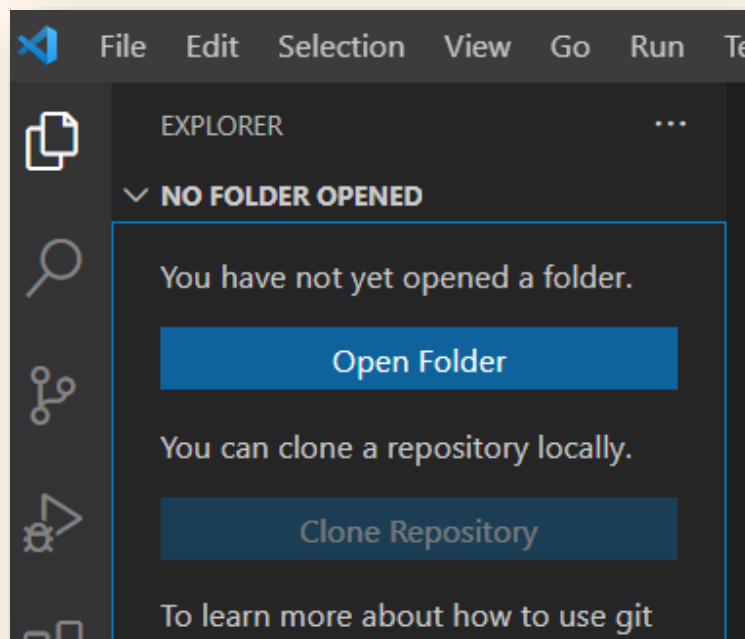 File Edit Selection View Go Run Te
EXPLORER ...
NO FOLDER OPENED
You have not yet opened a folder.
Open Folder
You can clone a repository locally.
Clone Repository
To learn more about how to use git